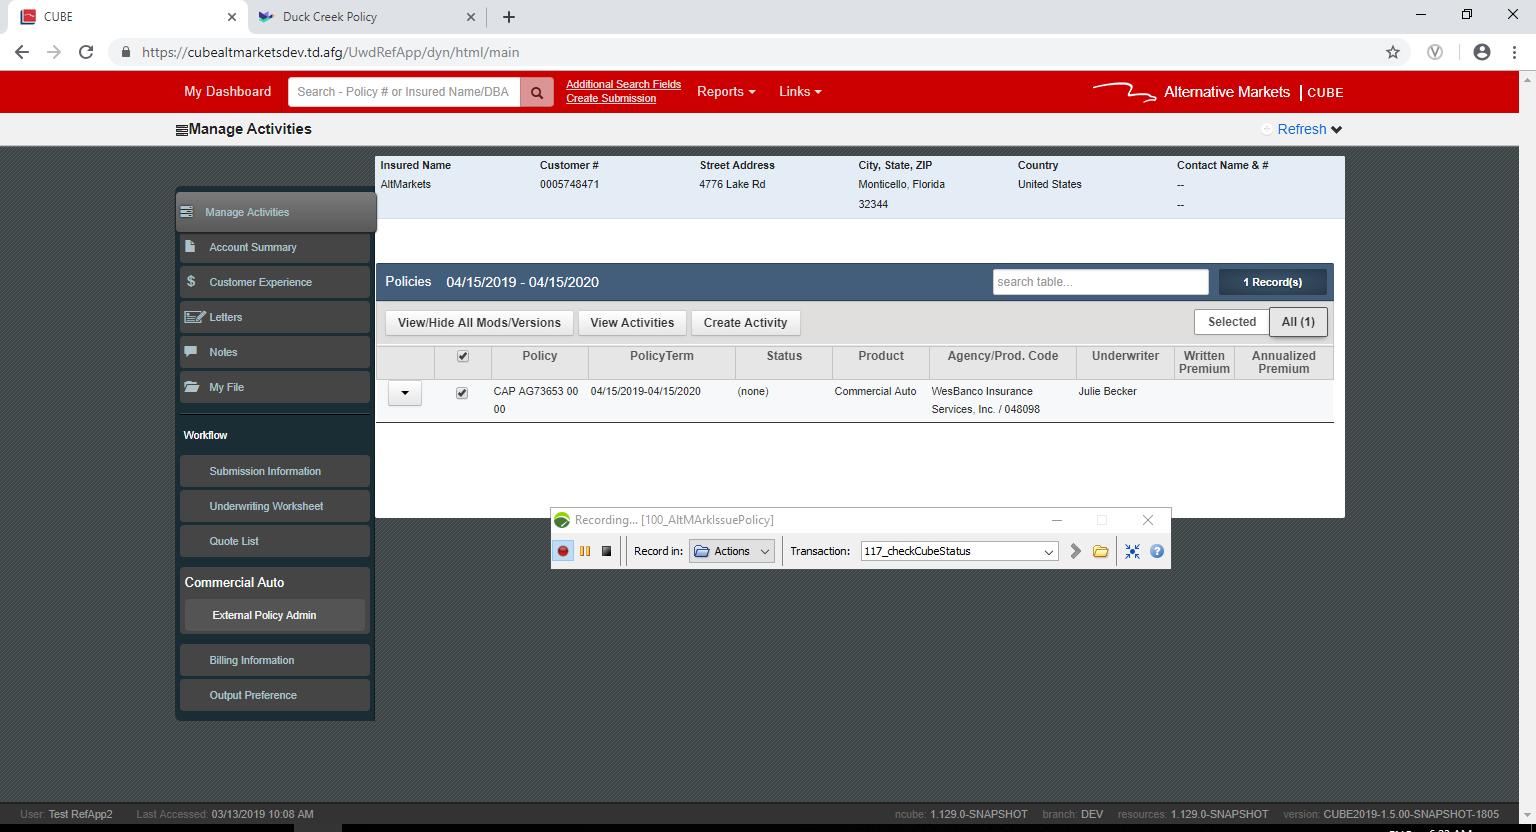 CUBE
Duck Creek Policy
https://cubealtmarketsdev.td.afg/UwdRefApp/dyn/html/main
My Dashboard
Search - Policy # or Insured Name/DBA
Additional Search Fields
Create Submission
Reports
Links
Alternative Markets | CUBE
Manage Activities
Refresh
Insured Name Customer # Street Address City, State, ZIP Country Contact Name & #
AltMarkets 0005748471 4776 Lake Rd Monticello, Florida United States --
32344 --
Manage Activities
Account Summary
Customer Experience
Letters
Notes
My File
Workflow
Submission Information
Underwriting Worksheet
Quote List
Commercial Auto
External Policy Admin
Billing Information
Output Preference
Policies 04/15/2019 - 04/15/2020
search table...
1 Record(s)
View/Hide All Mods/Versions View Activities Create Activity
Selected All (1)
Policy PolicyTerm Status Product Agency/Prod. Code Underwriter Written Annualized
Premium Premium
CAP AG73653 00 04/15/2019-04/15/2020 (none) Commercial Auto WesBanco Insurance Julie Becker
00 Services, Inc. / 048098
Recording... [100_AltMArkIssuePolicy]
Record in: Actions Transaction: 117_checkCubeStatus
User: Test RefApp2 Last Accessed: 03/13/2019 10:08 AM ncube: 1.129.0-SNAPSHOT branch: DEV resources: 1.129.0-SNAPSHOT version: CUBE2019-1.5.00-SNAPSHOT-1805